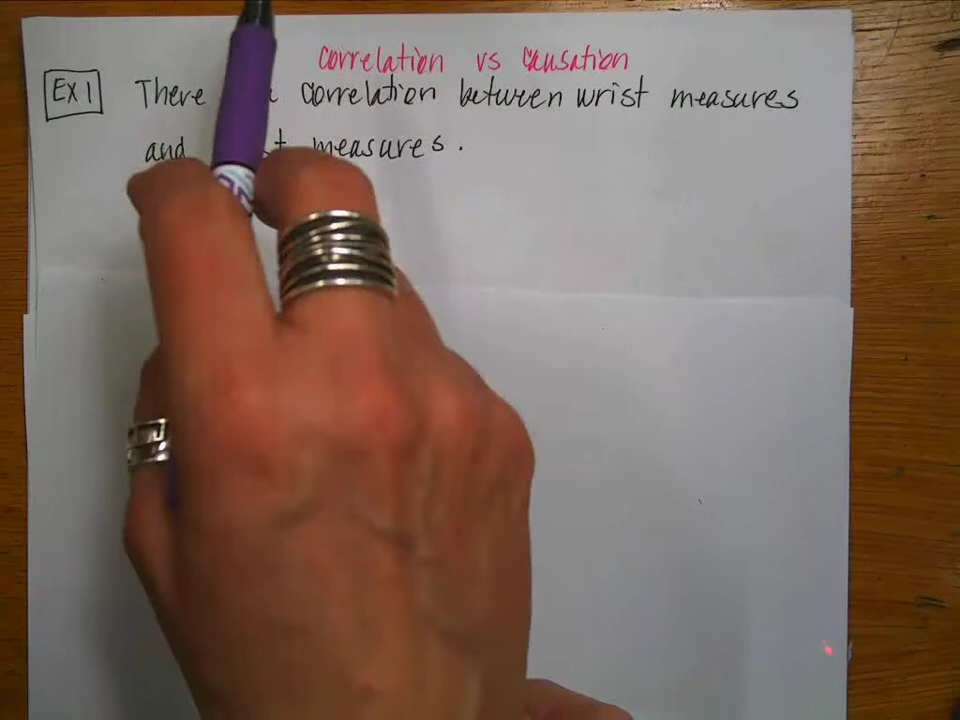 Correlation vs Causation
EX 1 There correlation between wrist measures
and measures.